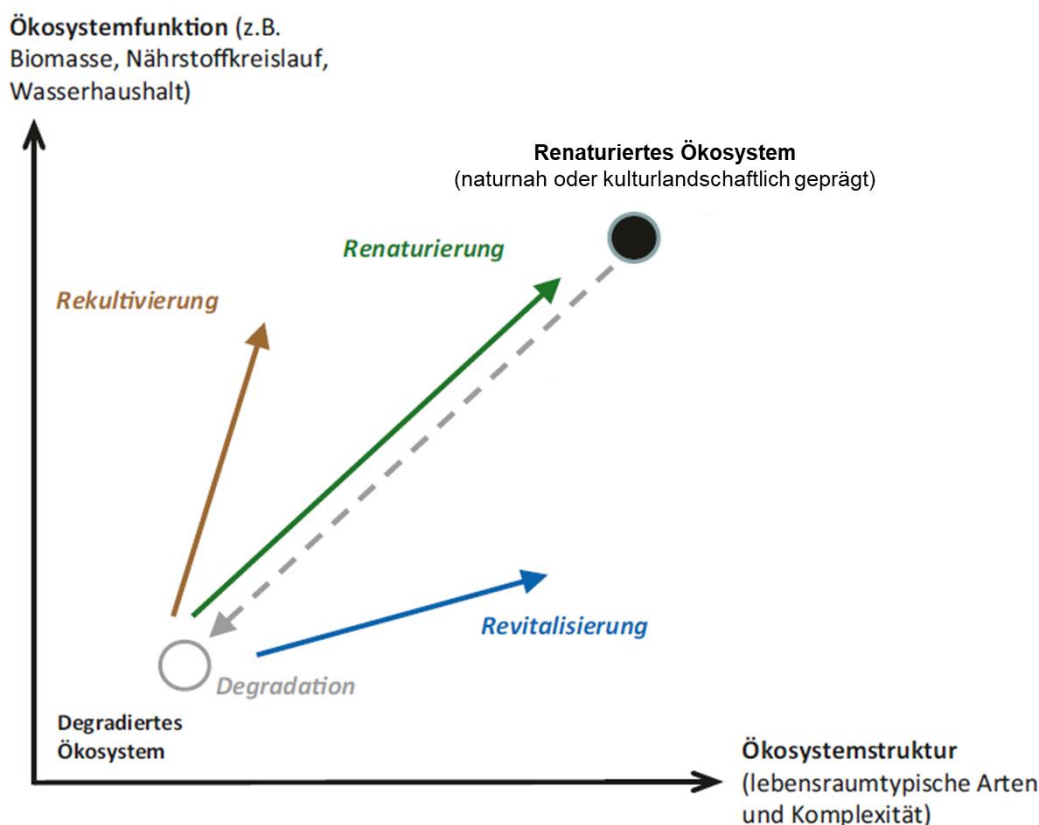 Ökosystemfunktion (z.B.
Biomasse, Nährstoffkreislauf,
Wasserhaushalt)
Renaturiertes Ökosystem
(naturnah oder kulturlandschaftlich geprägt)
Renaturierung
Rekultivierung
Revitalisierung
Degradation
Degradiertes
Ökosystem
Ökosystemstruktur
(lebensraumtypische Arten
und Komplexität)